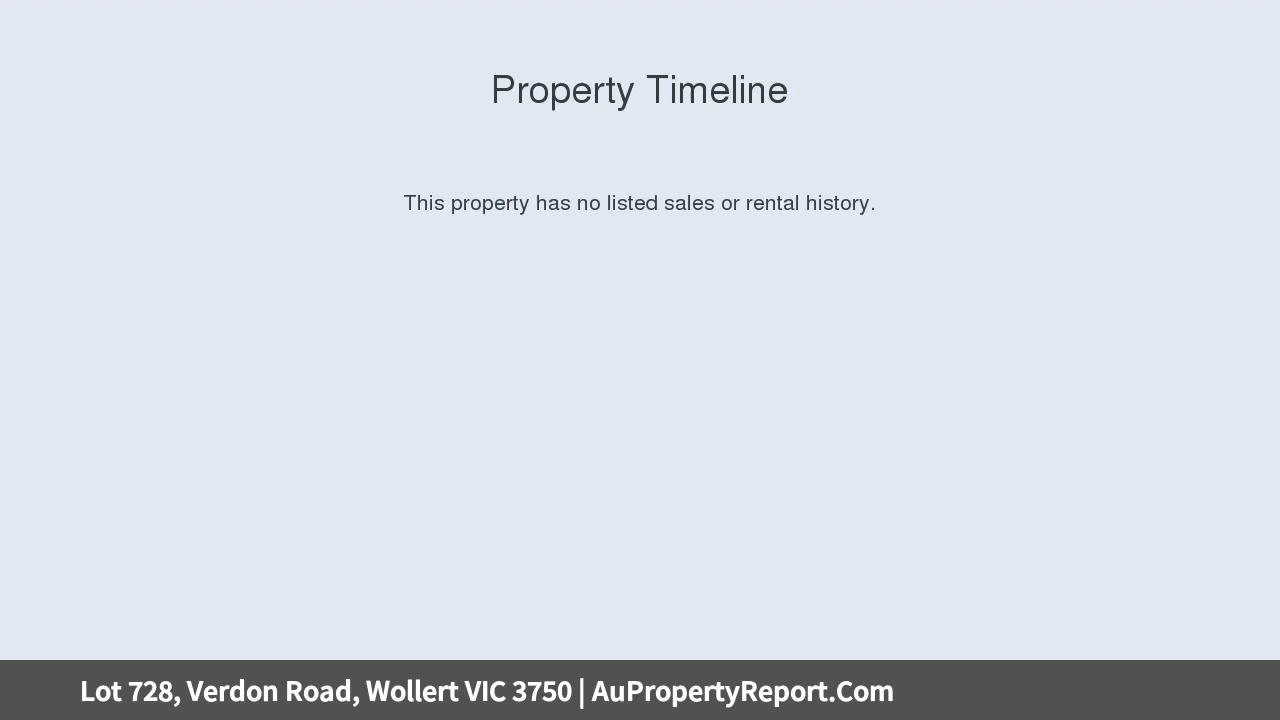 Property Timeline
This property has no listed sales or rental history.
Lot 728, Verdon Road, Wollert VIC 3750 | AuPropertyReport.Com